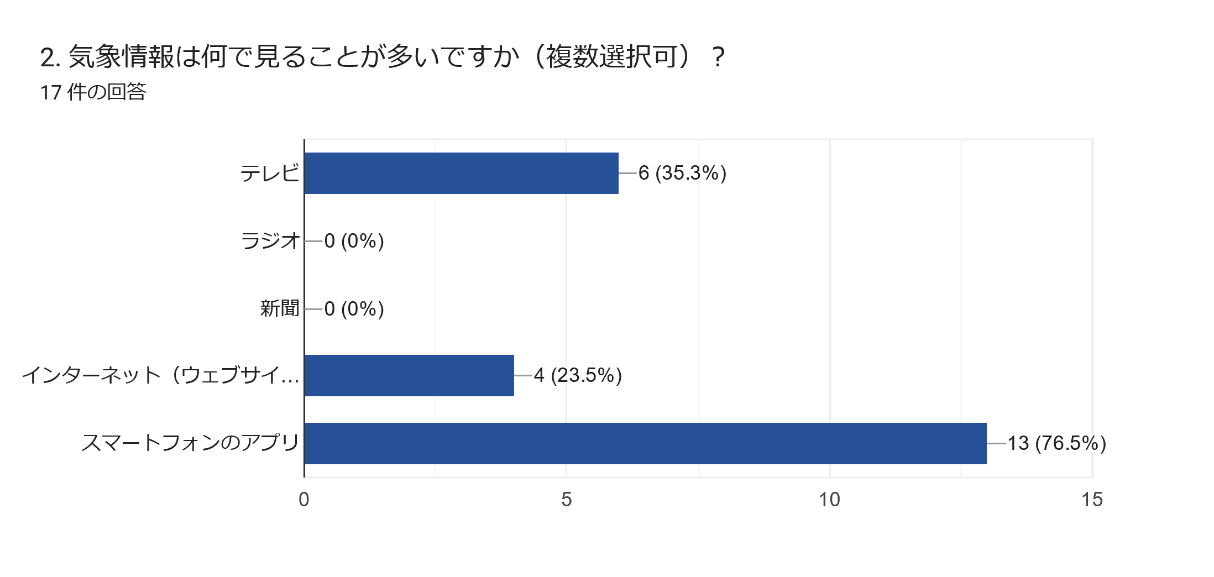 2. 気象情報は何で見ることが多いですか（複数選択可）？
17 件の回答
テレビ
6 (35.3%)
ラジオ
0 (0%)
新聞
0 (0%)
インターネット（ウェブサイ…
4 (23.5%)
スマートフォンのアプリ
13 (76.5%)
0 5 10 15